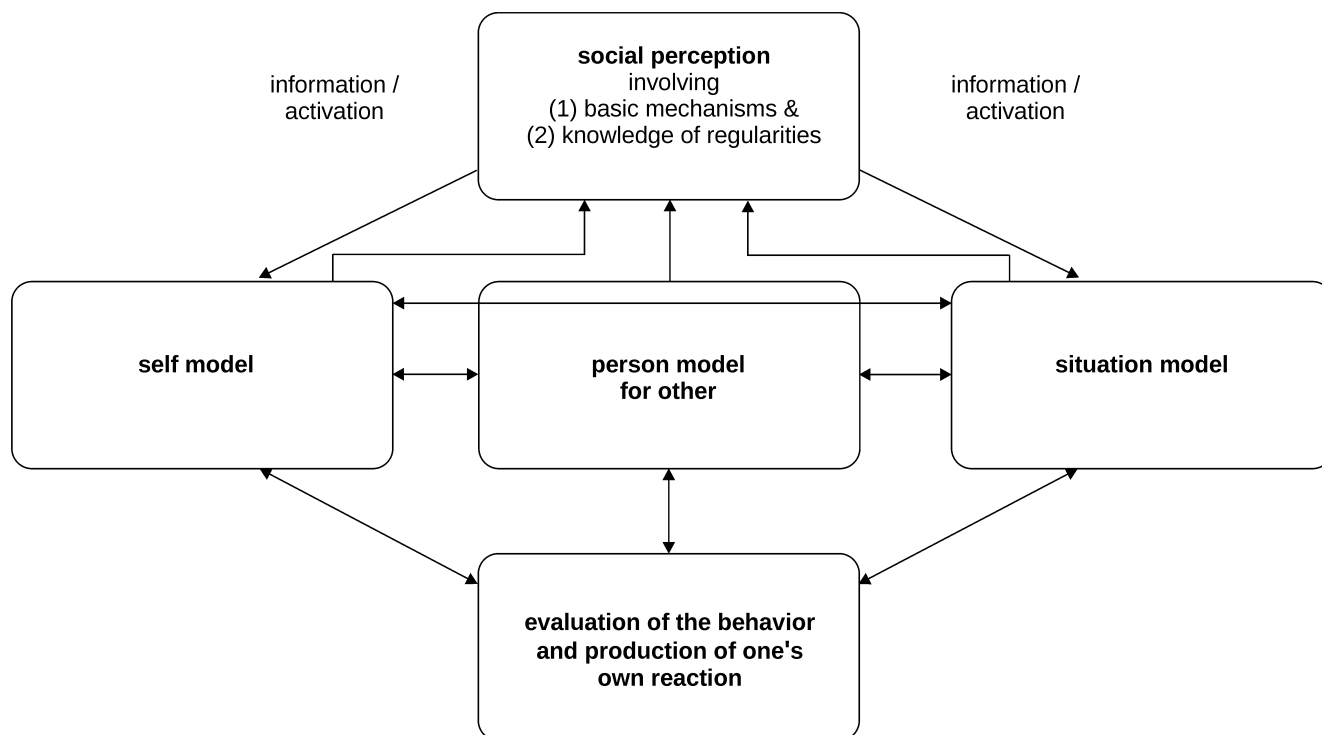 social perception
involving
(1) basic mechanisms &
(2) knowledge of regularities
information /
activation
information /
activation
self model
person model
for other
situation model
evaluation of the behavior
and production of one's
own reaction